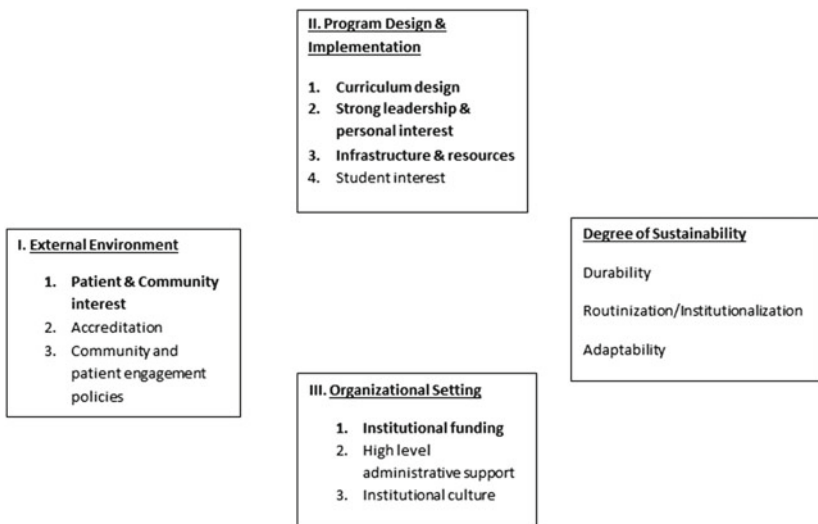 II. Program Design &
Implementation
1. Curriculum design
2. Strong leadership &
personal interest
3. Infrastructure & resources
4. Student interest
I. External Environment
1. Patient & Community
interest
2. Accreditation
3. Community and
patient engagement
policies
Degree of Sustainability
Durability
Routinization/Institutionalization
Adaptability
III. Organizational Setting
1. Institutional funding
2. High level
administrative support
3. Institutional culture